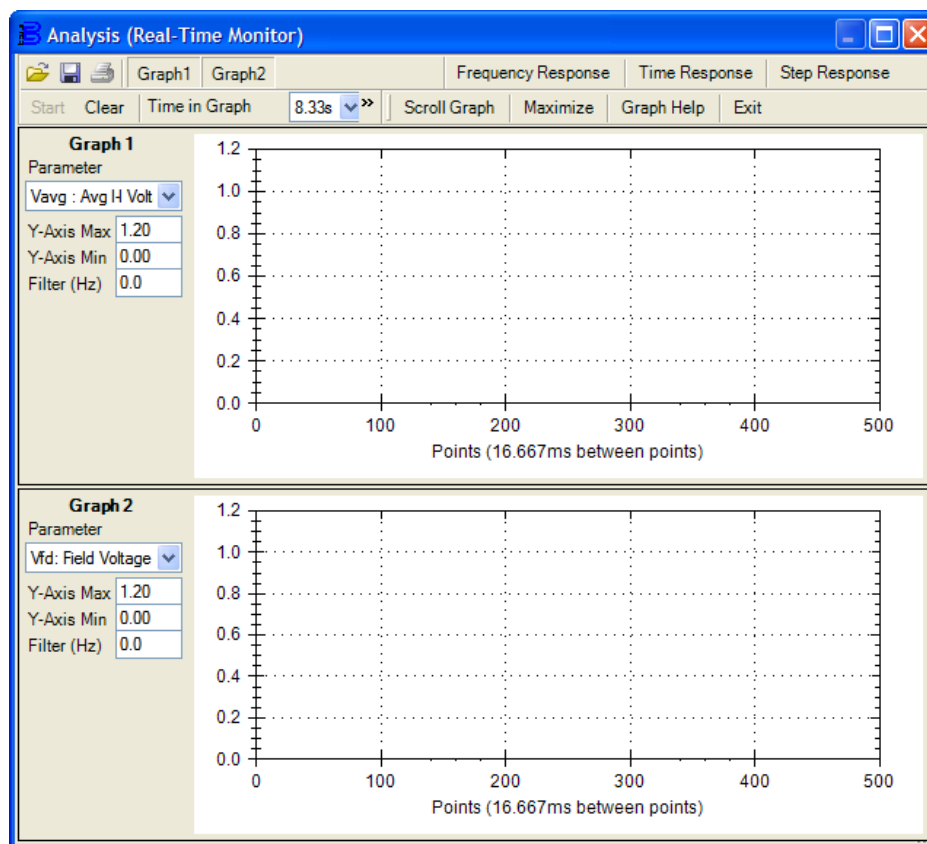 Analysis (Real-Time Monitor)
Graph1 Graph2 Frequency Response Time Response Step Response
Start Clear Time in Graph 8.33s » Scroll Graph Maximize Graph Help Exit
Graph 1
Parameter
Vavg : Avg l-l Volt
Y-Axis Max 1.20
Y-Axis Min 0.00
Filter (Hz) 0.0
1.2
1.0
0.8
0.6
0.4
0.2
0.0
0 100 200 300 400 500
Points (16.667ms between points)
Graph 2
Parameter
Vfd: Field Voltage
Y-Axis Max 1.20
Y-Axis Min 0.00
Filter (Hz) 0.0
1.2
1.0
0.8
0.6
0.4
0.2
0.0
0 100 200 300 400 500
Points (16.667ms between points)